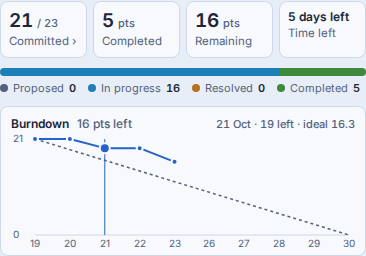 21 / 23
Committed ›
5 pts
Completed
16 pts
Remaining
5 days left
Time left
Proposed 0 In progress 16 Resolved 0 Completed 5
Burndown 16 pts left 21 Oct · 19 left · ideal 16.3
21
0
19 20 21 22 23 26 27 28 29 30